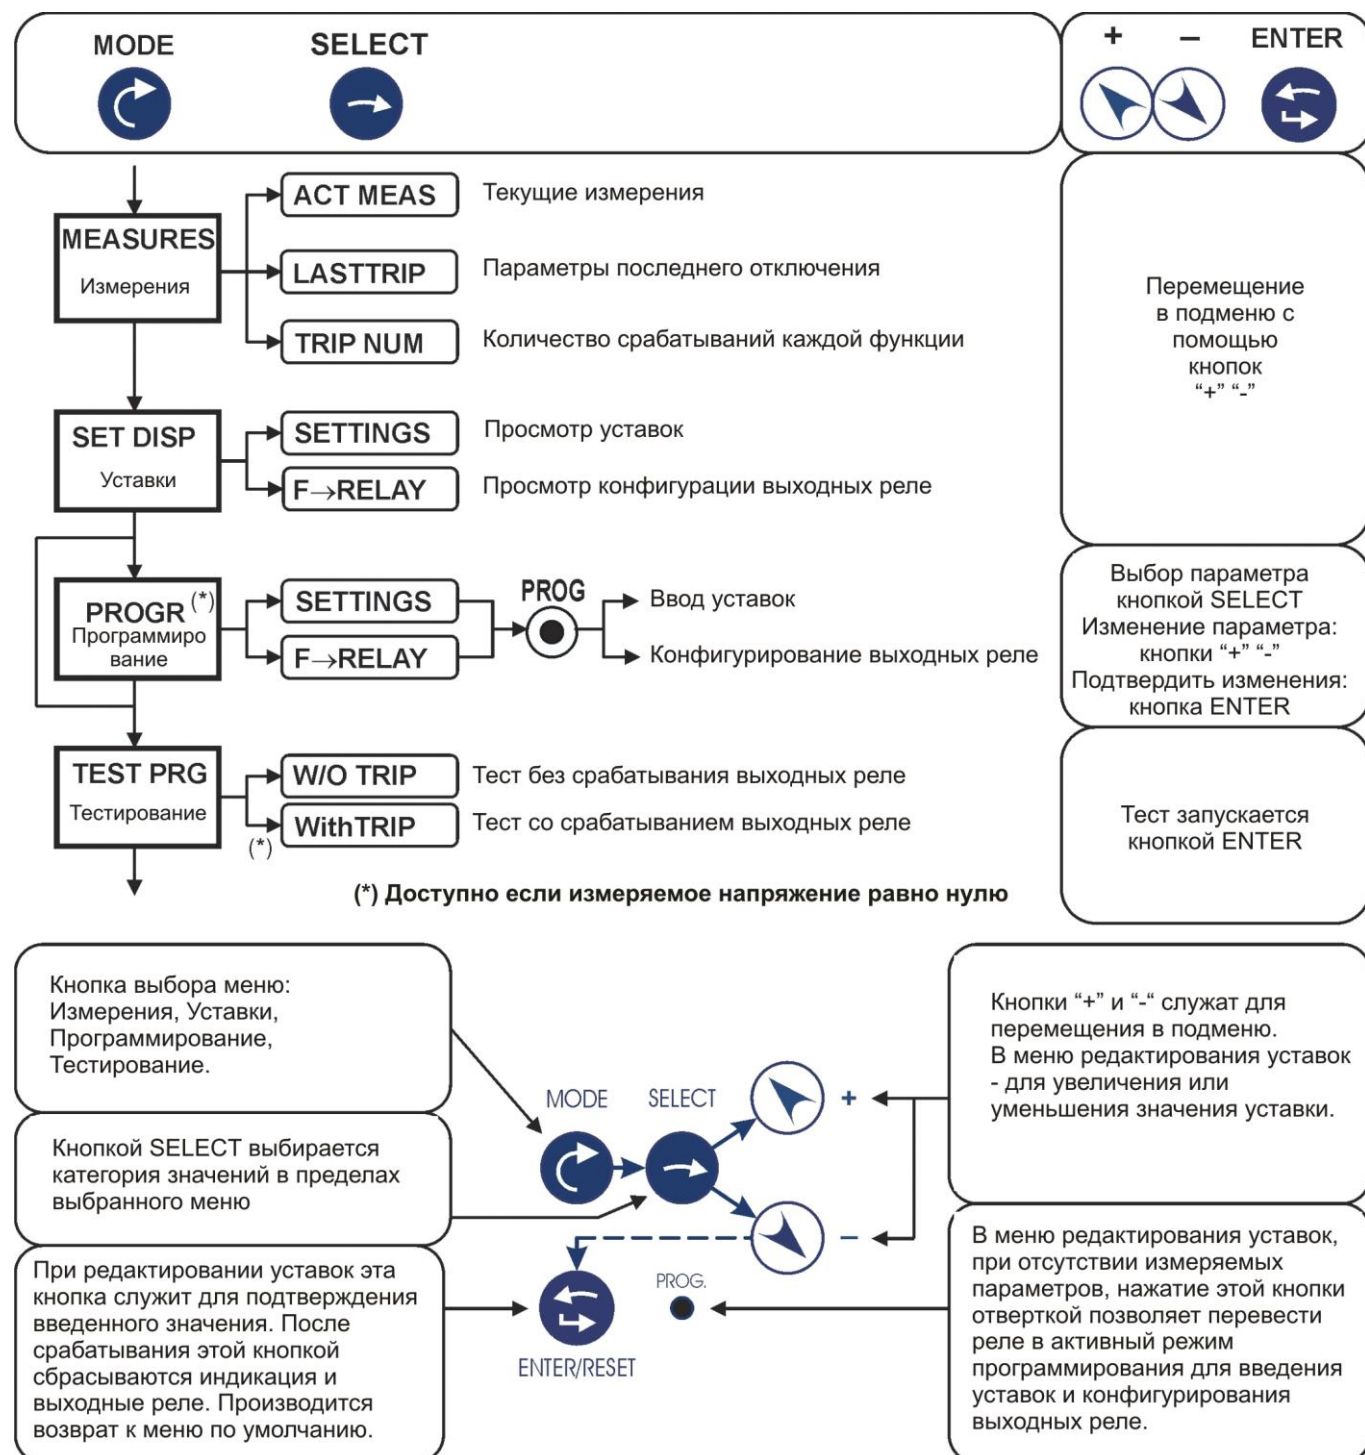 MODE
SELECT
+ – ENTER
ACT MEAS
Текущие измерения
MEASURES
Измерения
LASTTRIP
Параметры последнего отключения
TRIP NUM
Количество срабатываний каждой функции
Перемещение
в подменю с
помощью
кнопок
“+” “-”
SET DISP
Уставки
SETTINGS
Просмотр уставок
F→RELAY
Просмотр конфигурации выходных реле
PROGR (*)
Программиро
вание
SETTINGS
F→RELAY
PROG
Ввод уставок
Конфигурирование выходных реле
Выбор параметра
кнопкой SELECT
Изменение параметра:
кнопки “+” “-”
Подтвердить изменения:
кнопка ENTER
TEST PRG
Тестирование
W/O TRIP
Тест без срабатывания выходных реле
(*)
WithTRIP
Тест со срабатыванием выходных реле
Тест запускается
кнопкой ENTER
(*) Доступно если измеряемое напряжение равно нулю
Кнопка выбора меню:
Измерения, Уставки,
Программирование,
Тестирование.
Кнопкой SELECT выбирается
категория значений в пределах
выбранного меню
При редактировании уставок эта
кнопка служит для подтверждения
введенного значения. После
срабатывания этой кнопкой
сбрасываются индикация и
выходные реле. Производится
возврат к меню по умолчанию.
MODE
SELECT
+
–
PROG.
ENTER/RESET
Кнопки “+” и “-“ служат для
перемещения в подменю.
В меню редактирования уставок
- для увеличения или
уменьшения значения уставки.
В меню редактирования уставок,
при отсутствии измеряемых
параметров, нажатие этой кнопки
отверткой позволяет перевести
реле в активный режим
программирования для введения
уставок и конфигурирования
выходных реле.